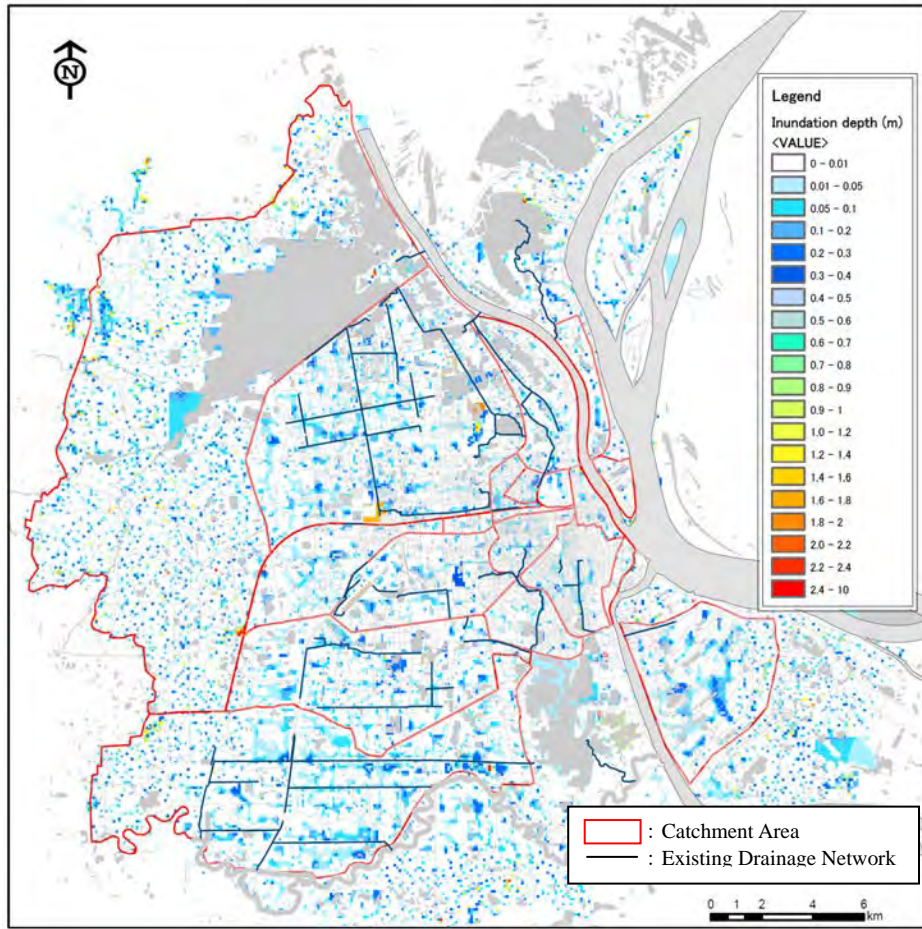 N
Legend
Inundation depth (m)
<VALUE>
0 - 0.01
0.01 - 0.05
0.05 - 0.1
0.1 - 0.2
0.2 - 0.3
0.3 - 0.4
0.4 - 0.5
0.5 - 0.6
0.6 - 0.7
0.7 - 0.8
0.8 - 0.9
0.9 - 1
1.0 - 1.2
1.2 - 1.4
1.4 - 1.6
1.6 - 1.8
1.8 - 2
2.0 - 2.2
2.2 - 2.4
2.4 - 10
: Catchment Area
: Existing Drainage Network
0 1 2 4 6
km